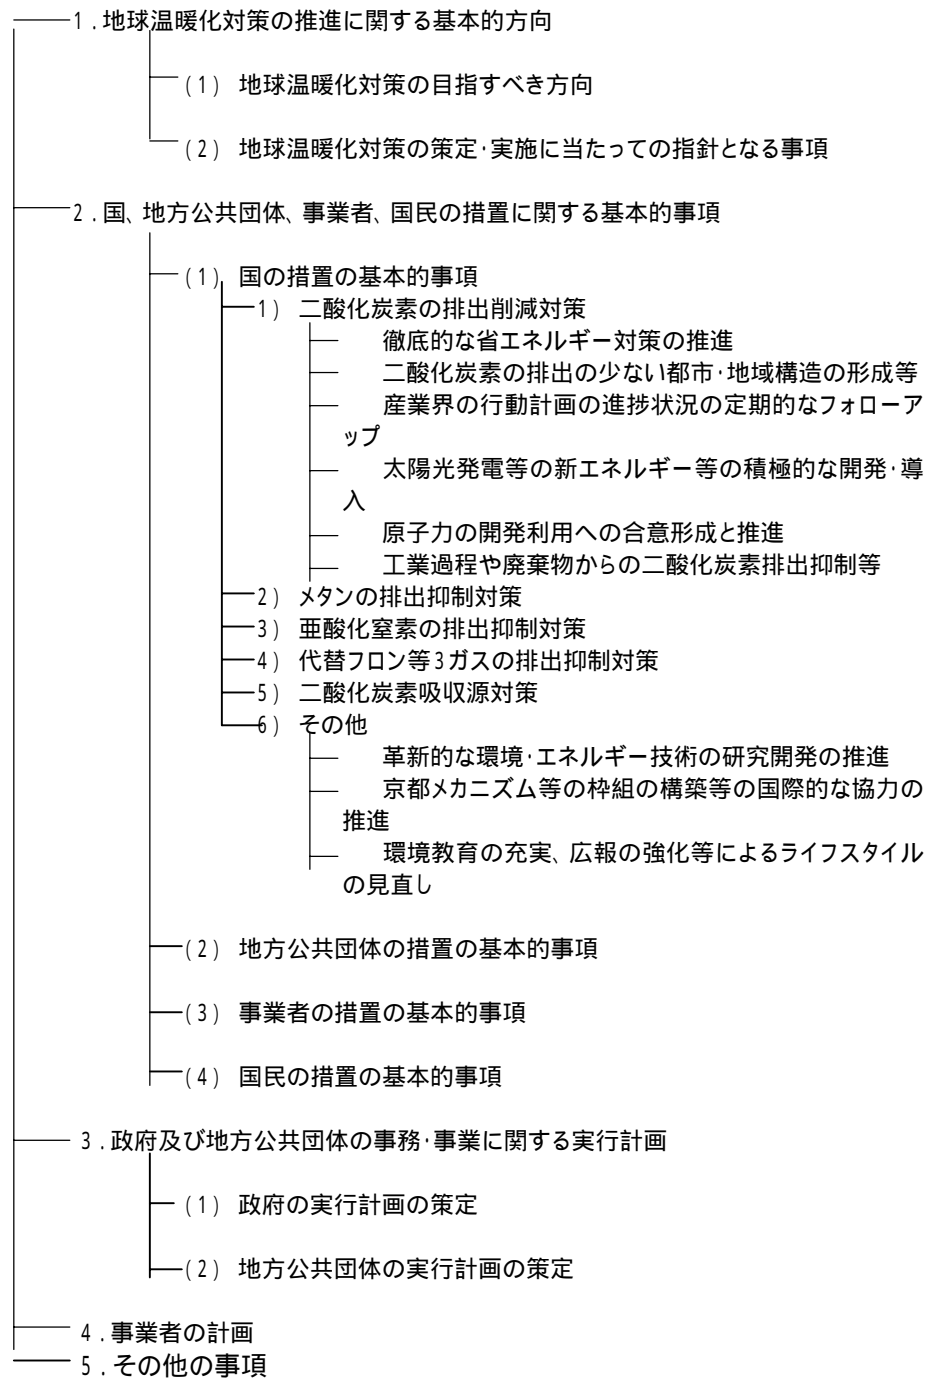 1．地球温暖化対策の推進に関する基本的方向
(1) 地球温暖化対策の目指すべき方向
(2) 地球温暖化対策の策定･実施に当たっての指針となる事項
2．国、地方公共団体、事業者、国民の措置に関する基本的事項
(1) 国の措置の基本的事項
1) 二酸化炭素の排出削減対策
徹底的な省エネルギー対策の推進
二酸化炭素の排出の少ない都市･地域構造の形成等
産業界の行動計画の進捗状況の定期的なフォローア
ップ
太陽光発電等の新エネルギー等の積極的な開発･導
入
原子力の開発利用への合意形成と推進
工業過程や廃棄物からの二酸化炭素排出抑制等
2) メタンの排出抑制対策
3) 亜酸化窒素の排出抑制対策
4) 代替フロン等3ガスの排出抑制対策
5) 二酸化炭素吸収源対策
6) その他
革新的な環境･エネルギー技術の研究開発の推進
京都メカニズム等の枠組の構築等の国際的な協力の
推進
環境教育の充実、広報の強化等によるライフスタイル
の見直し
(2) 地方公共団体の措置の基本的事項
(3) 事業者の措置の基本的事項
(4) 国民の措置の基本的事項
3．政府及び地方公共団体の事務･事業に関する実行計画
(1) 政府の実行計画の策定
(2) 地方公共団体の実行計画の策定
4．事業者の計画
5．その他の事項